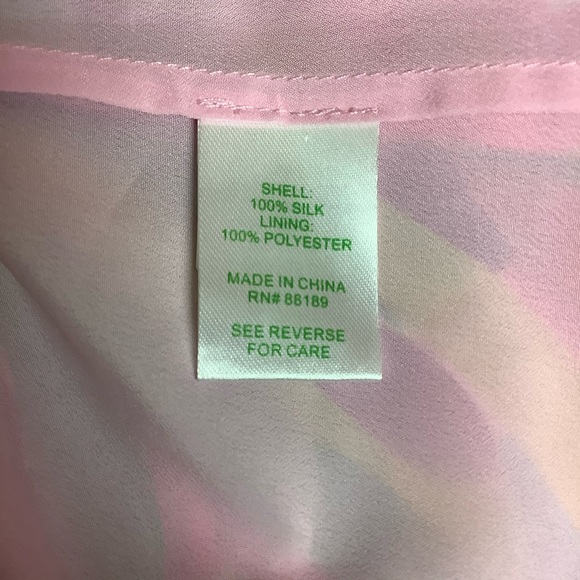 SHELL:
100% SILK
LINING:
100% POLYESTER
MADE IN CHINA
RN# 88189
SEE REVERSE
FOR CARE